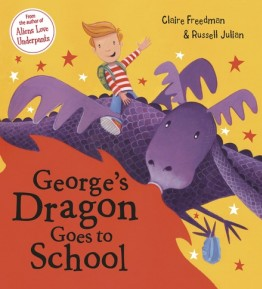 From the
author of
Aliens Love
Underpants
Claire Freedman
& Russell Julian
George's
Dragon
Goes to
School